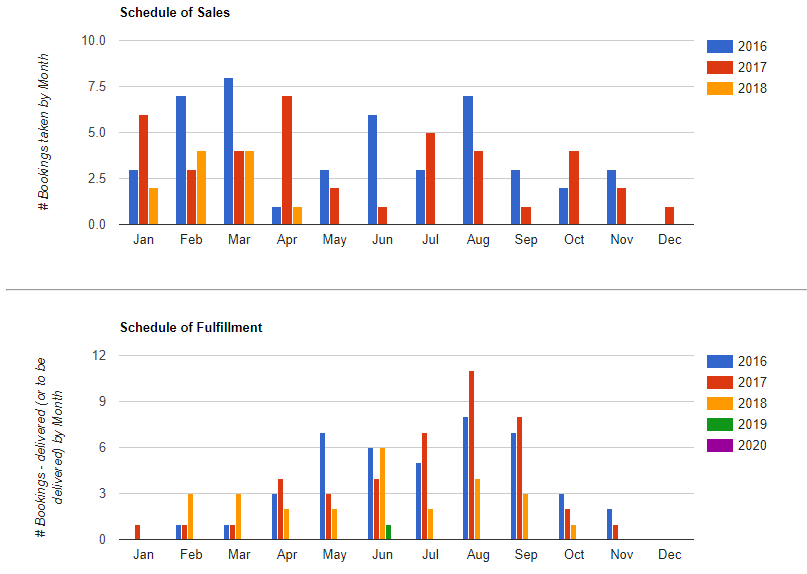 Schedule of Sales
# Bookings taken by Month
10.0
7.5
5.0
2.5
0.0
Jan Feb Mar Apr May Jun Jul Aug Sep Oct Nov Dec
2016
2017
2018
Schedule of Fulfillment
# Bookings - delivered (or to be
delivered) by Month
12
9
6
3
0
Jan Feb Mar Apr May Jun Jul Aug Sep Oct Nov Dec
2016
2017
2018
2019
2020